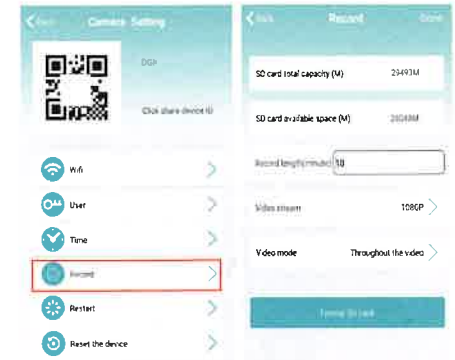 Back
Camera Setting
Click share device ID
Wifi
User
Time
Record
Restart
Reset the device
Back
Record
Done
SD card total capacity (M)
29493M
SD card available space (M)
Record length(minute)
10
Video stream
1080P
Video mode
Throughout the video
Format SD card